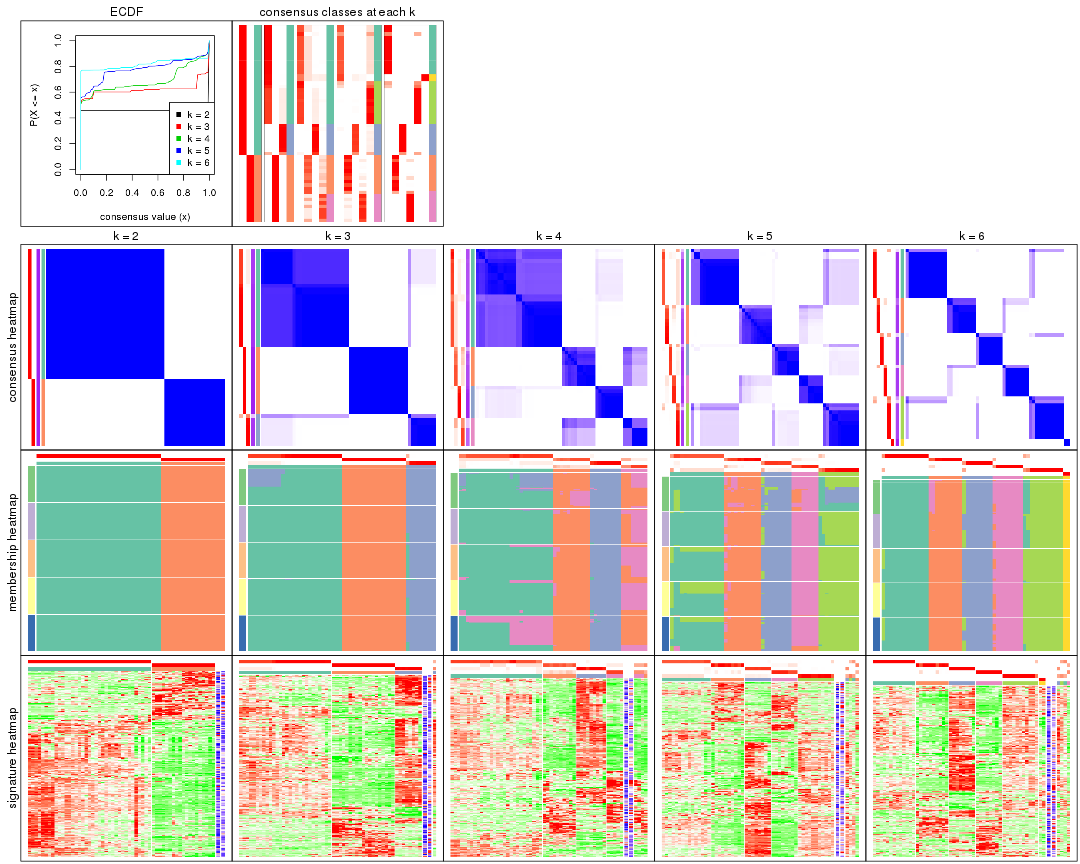 ECDF
consensus classes at each k
P(X <= x)
0.0
0.2
0.4
0.6
0.8
1.0
k = 2
k = 3
k = 4
k = 5
k = 6
0.0 0.2 0.4 0.6 0.8 1.0
consensus value (x)
k = 2
k = 3
k = 4
k = 5
k = 6
consensus heatmap
membership heatmap
signature heatmap